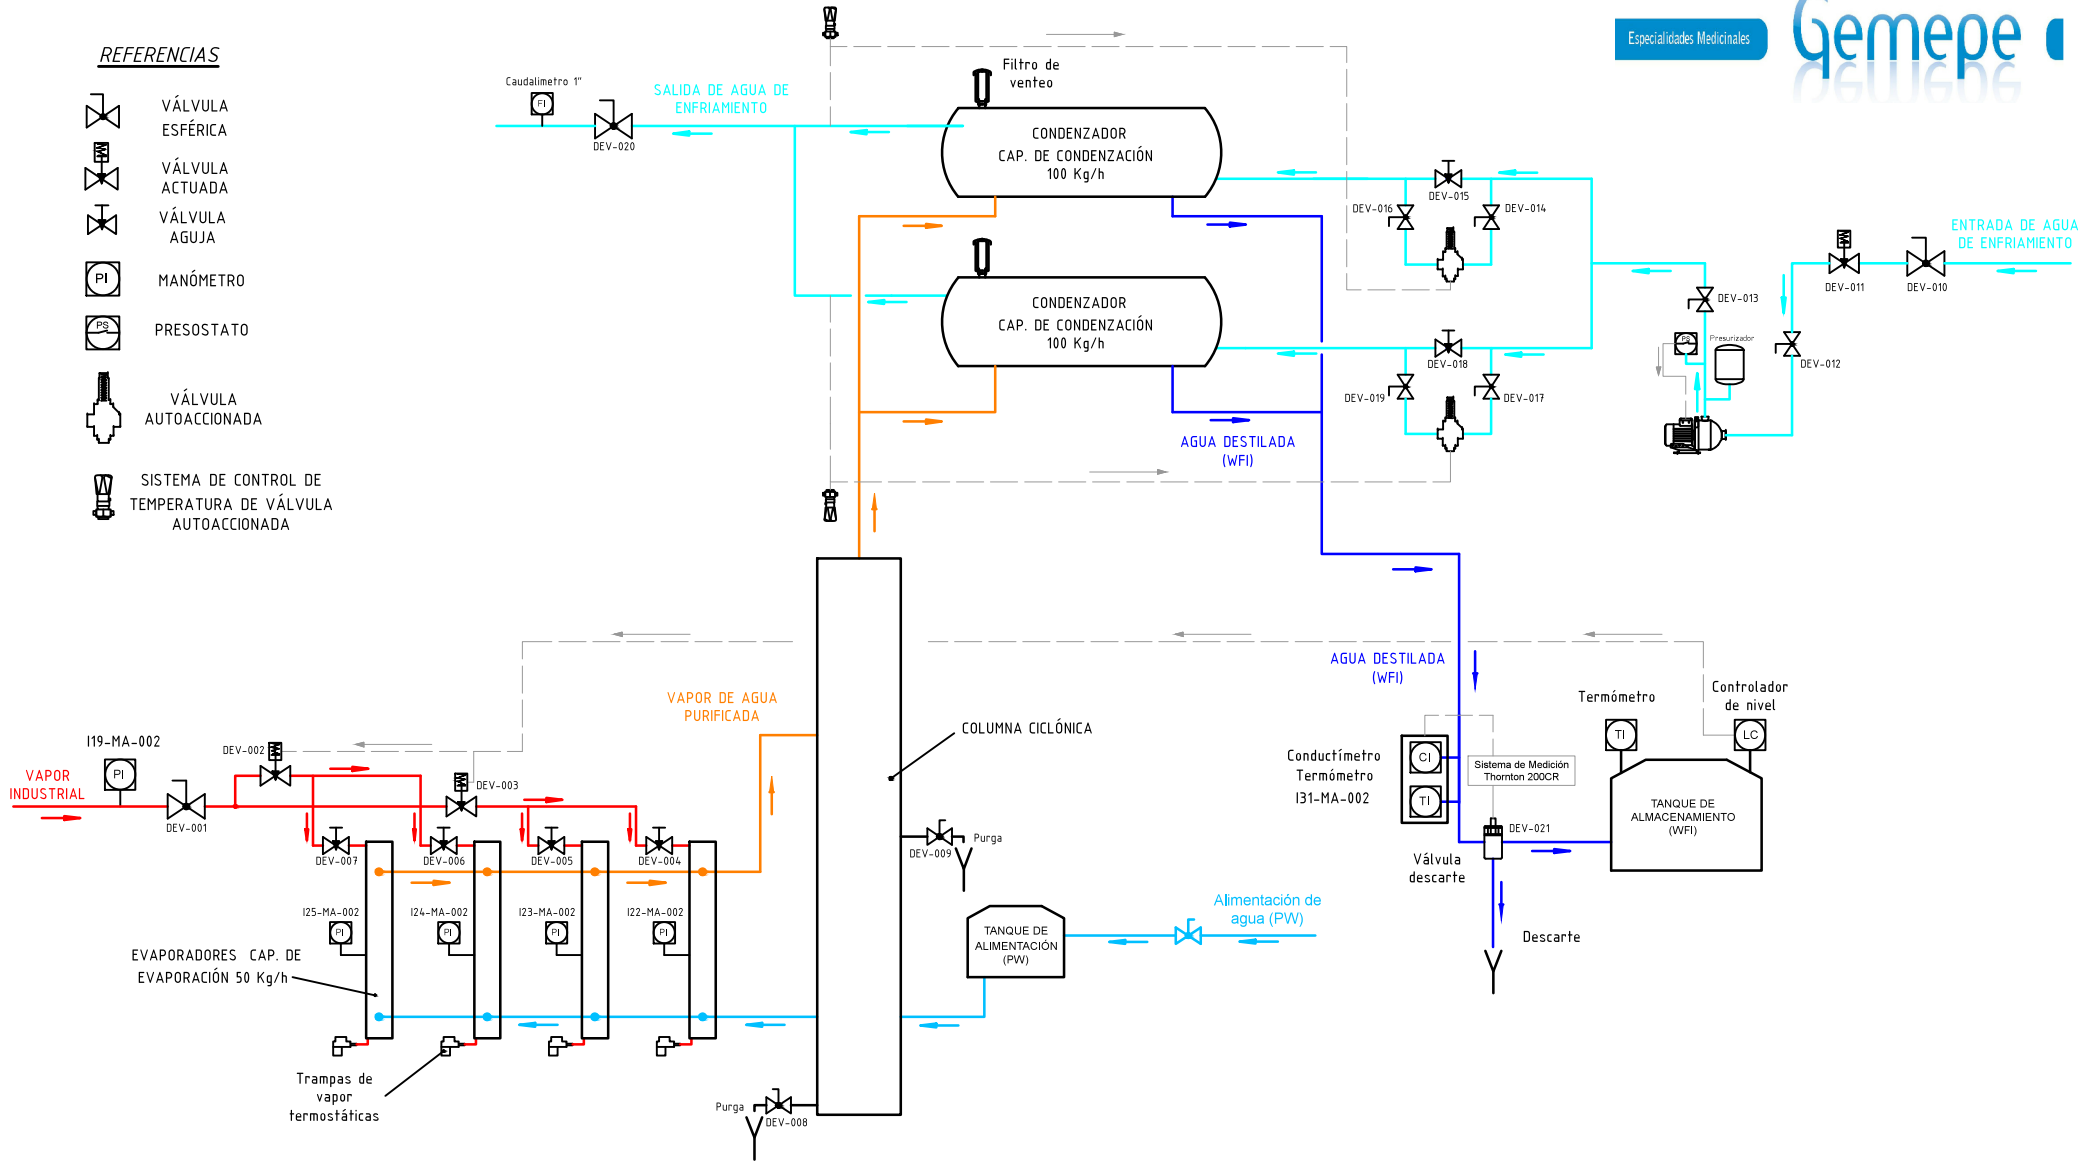 REFERENCIAS
VÁLVULA
ESFÉRICA
VÁLVULA
ACTUADA
VÁLVULA
AGUJA
PI
MANÓMETRO
PS
PRESOSTATO
VÁLVULA
AUTOACCIONADA
SISTEMA DE CONTROL DE
TEMPERATURA DE VÁLVULA
AUTOACCIONADA
Especialidades Medicinales
Gemepe
Caudalimetro 1"
FI
DEV-020
SALIDA DE AGUA DE
ENFRIAMIENTO
Filtro de
venteo
CONDENZADOR
CAP. DE CONDENZACIÓN
100 Kg/h
CONDENZADOR
CAP. DE CONDENZACIÓN
100 Kg/h
DEV-015
DEV-016
DEV-014
DEV-018
DEV-019
DEV-017
ENTRADA DE AGUA
DE ENFRIAMIENTO
DEV-011
DEV-010
DEV-013
DEV-012
PS
Presurizador
AGUA DESTILADA
(WFI)
AGUA DESTILADA
(WFI)
VAPOR DE AGUA
PURIFICADA
COLUMNA CICLÓNICA
I19-MA-002
PI
VAPOR
INDUSTRIAL
DEV-001
DEV-002
DEV-003
DEV-007
DEV-006
DEV-005
DEV-004
I25-MA-002
I24-MA-002
I23-MA-002
I22-MA-002
PI
PI
PI
PI
EVAPORADORES CAP. DE
EVAPORACIÓN 50 Kg/h
Trampas de
vapor
termostáticas
Purga
DEV-008
DEV-009
Purga
TANQUE DE
ALIMENTACIÓN
(PW)
Alimentación de
agua (PW)
Conductímetro
Termómetro
I31-MA-002
CI
TI
Sistema de Medición
Thornton 200CR
DEV-021
Válvula
descarte
Descarte
Termómetro
TI
Controlador
de nivel
LC
TANQUE DE
ALMACENAMIENTO
(WFI)